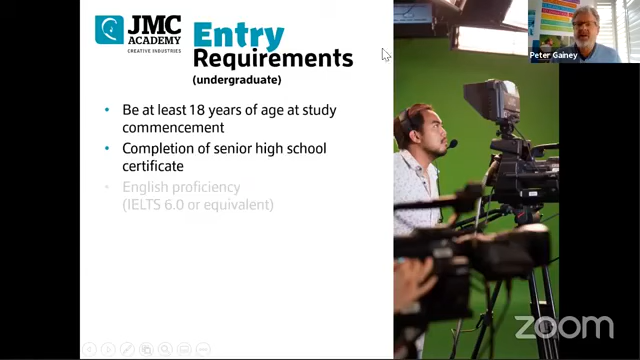 JMC
ACADEMY
CREATIVE INDUSTRIES
Entry
Requirements
(undergraduate)
• Be at least 18 years of age at study
commencement
• Completion of senior high school
certificate
• English proficiency
(IELTS 6.0 or equivalent)
Peter Gainey
zoom